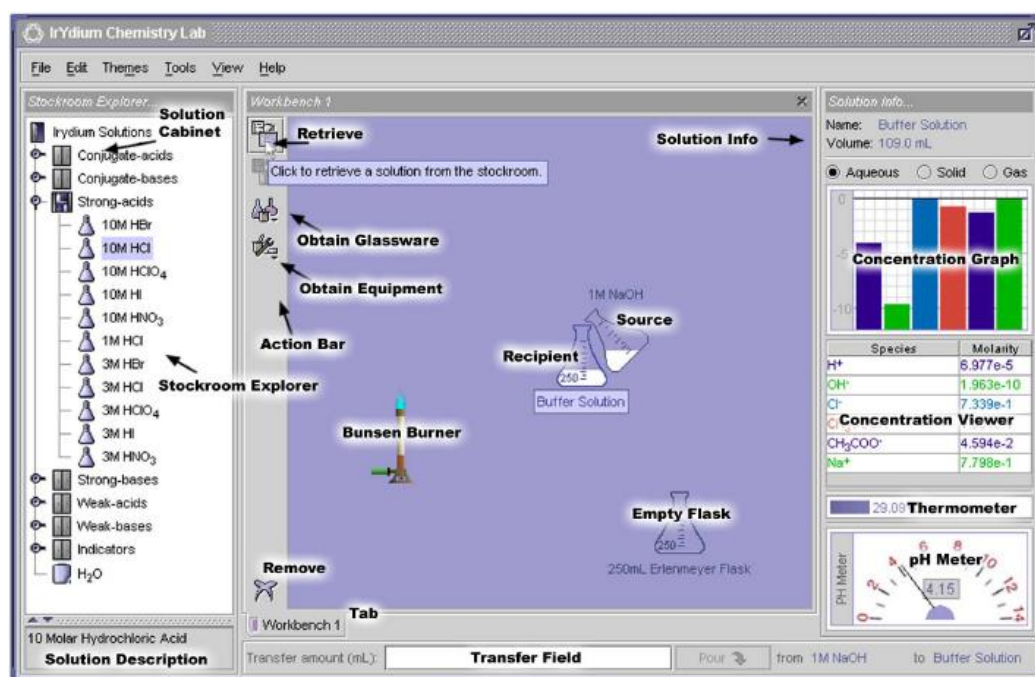 IrYdium Chemistry Lab
File Edit Themes Tools View Help
Stockroom Explorer...
Solution Cabinet
Irydium Solutions
Conjugate-acids
Conjugate-bases
Strong-acids
10M HBr
10M HCl
10M HClO₄
10M HI
10M HNO₃
1M HCl
3M HBr
3M HCl
3M HClO₄
3M HI
3M HNO₃
Stockroom Explorer
Strong-bases
Weak-acids
Weak-bases
Indicators
H₂O
10 Molar Hydrochloric Acid
Solution Description
Workbench 1
Retrieve
Click to retrieve a solution from the stockroom.
Obtain Glassware
Obtain Equipment
Action Bar
Solution Info
1M NaOH
Source
Recipient
250
Buffer Solution
Bunsen Burner
Empty Flask
250
250mL Erlenmeyer Flask
Remove
Tab
Workbench 1
Transfer amount (mL): Transfer Field Pour from 1M NaOH to Buffer Solution
Solution Info...
Name: Buffer Solution
Volume: 109.0 mL
Aqueous Solid Gas
0
-5
-10
Concentration Graph
Species Molarity
H⁺ 6.977e-5
OH⁻ 1.963e-10
Cl⁻ 7.339e-1
Concentration Viewer
CH₃COO⁻ 4.594e-2
Na⁺ 7.798e-1
29.09 Thermometer
PH Meter
pH Meter
0 2 4 6 8 10 12 14
4.15